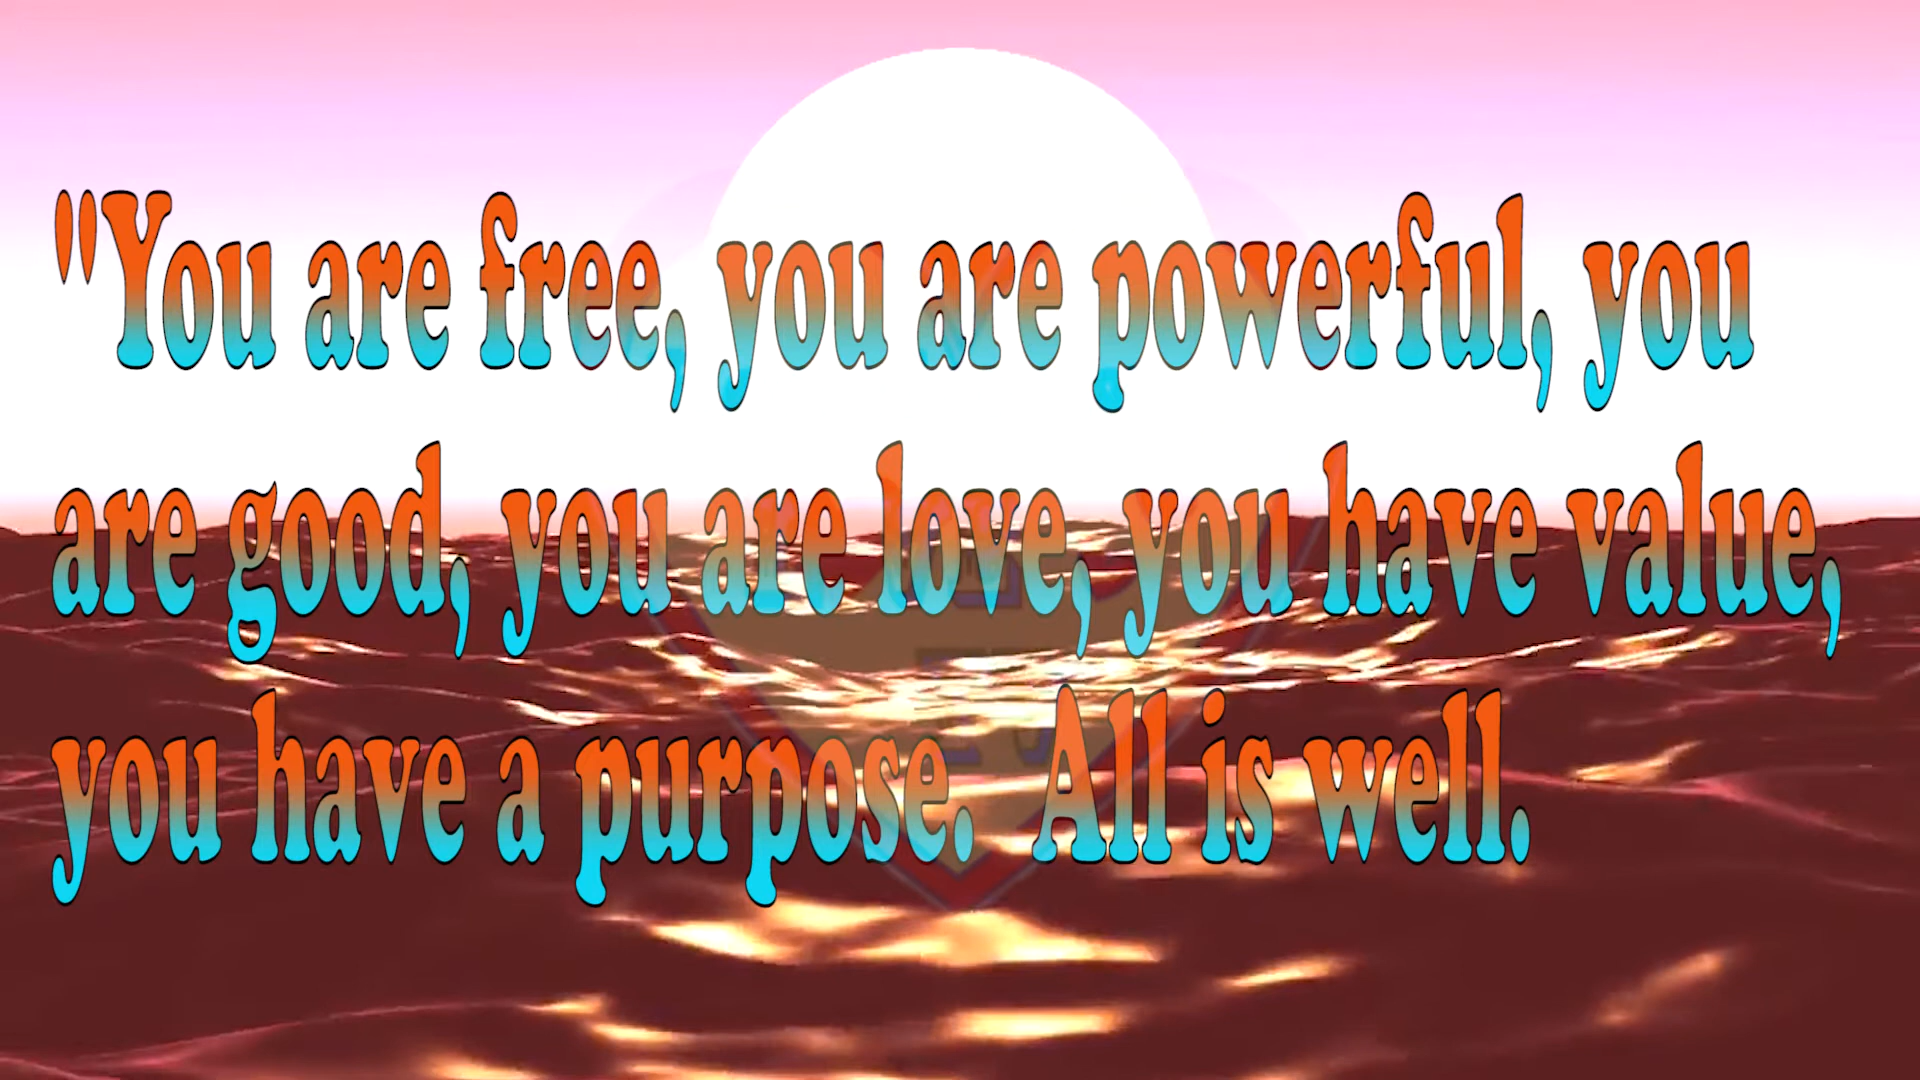 "You are free, you are powerful, you
are good, you are love, you have value,
you have a purpose.  All is well.